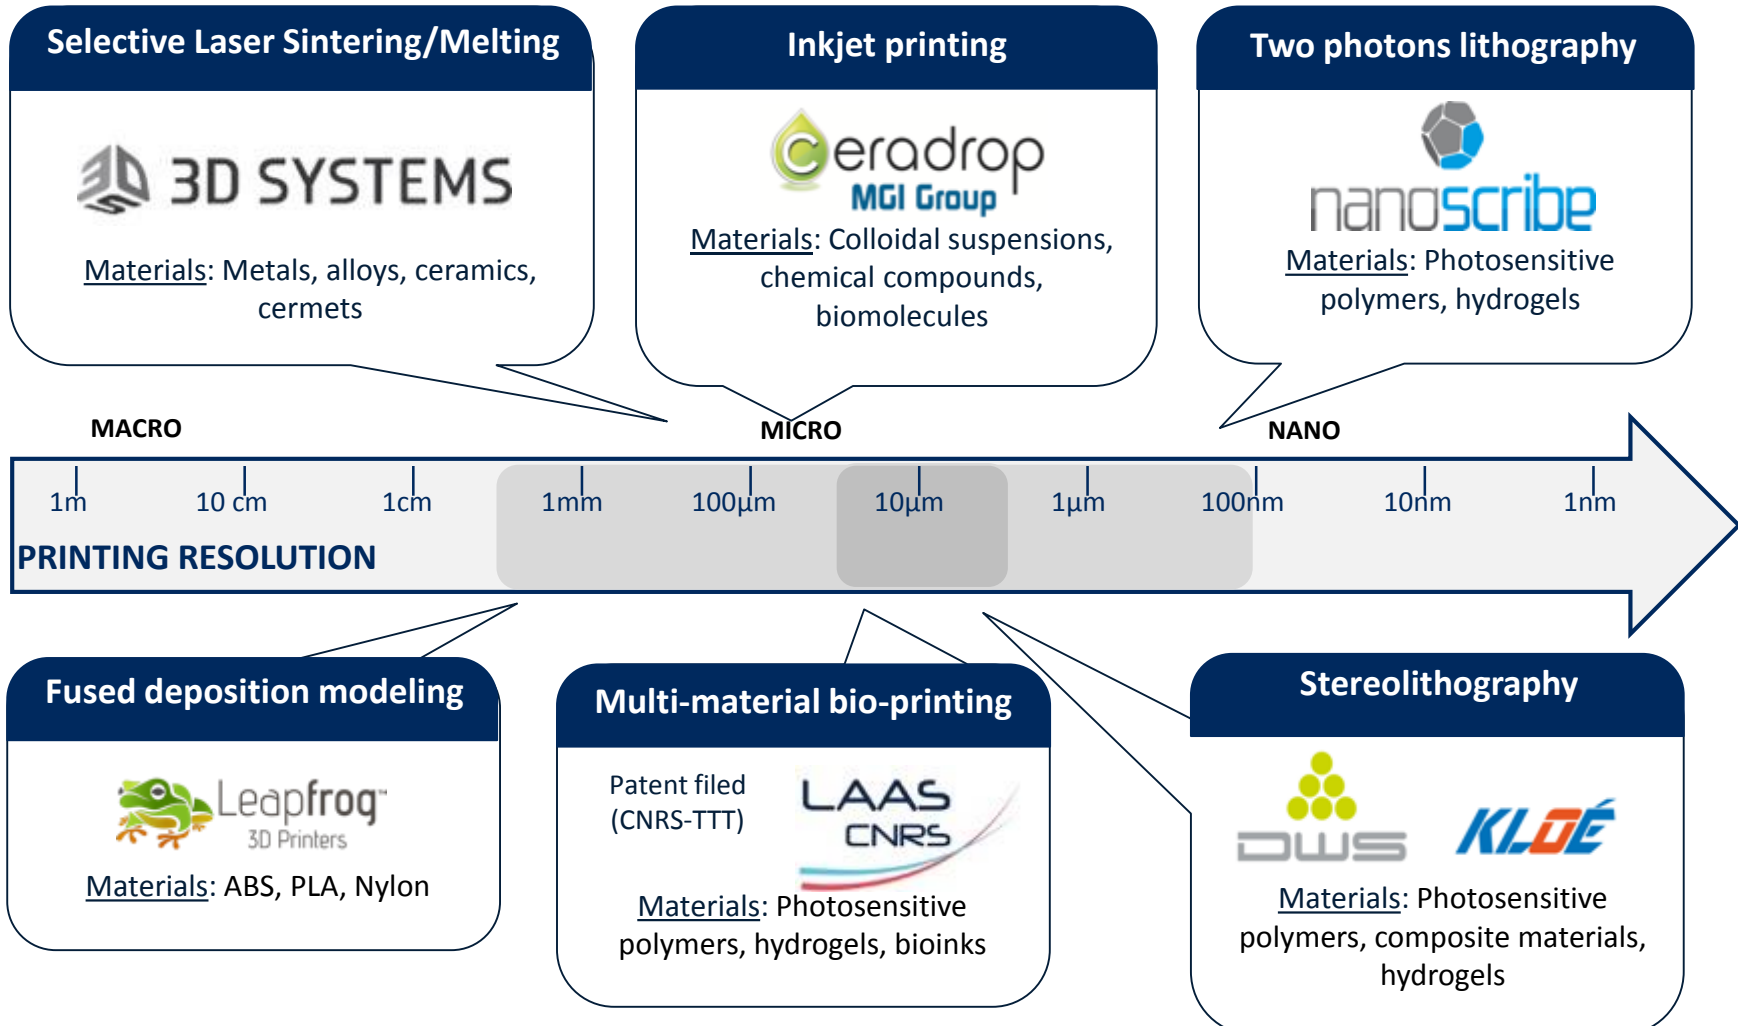 Selective Laser Sintering/Melting
3D SYSTEMS
Materials: Metals, alloys, ceramics,
cermets
Inkjet printing
Ceradrop
MGI Group
Materials: Colloidal suspensions,
chemical compounds,
biomolecules
Two photons lithography
nanoscribe
Materials: Photosensitive
polymers, hydrogels
MACRO
MICRO
NANO
1m
10 cm
1cm
1mm
100µm
10µm
1µm
100nm
10nm
1nm
PRINTING RESOLUTION
Fused deposition modeling
Leapfrog™
3D Printers
Materials: ABS, PLA, Nylon
Multi-material bio-printing
Patent filed
(CNRS-TTT)
LAAS
CNRS
Materials: Photosensitive
polymers, hydrogels, bioinks
Stereolithography
DWS
KLOÉ
Materials: Photosensitive
polymers, composite materials,
hydrogels